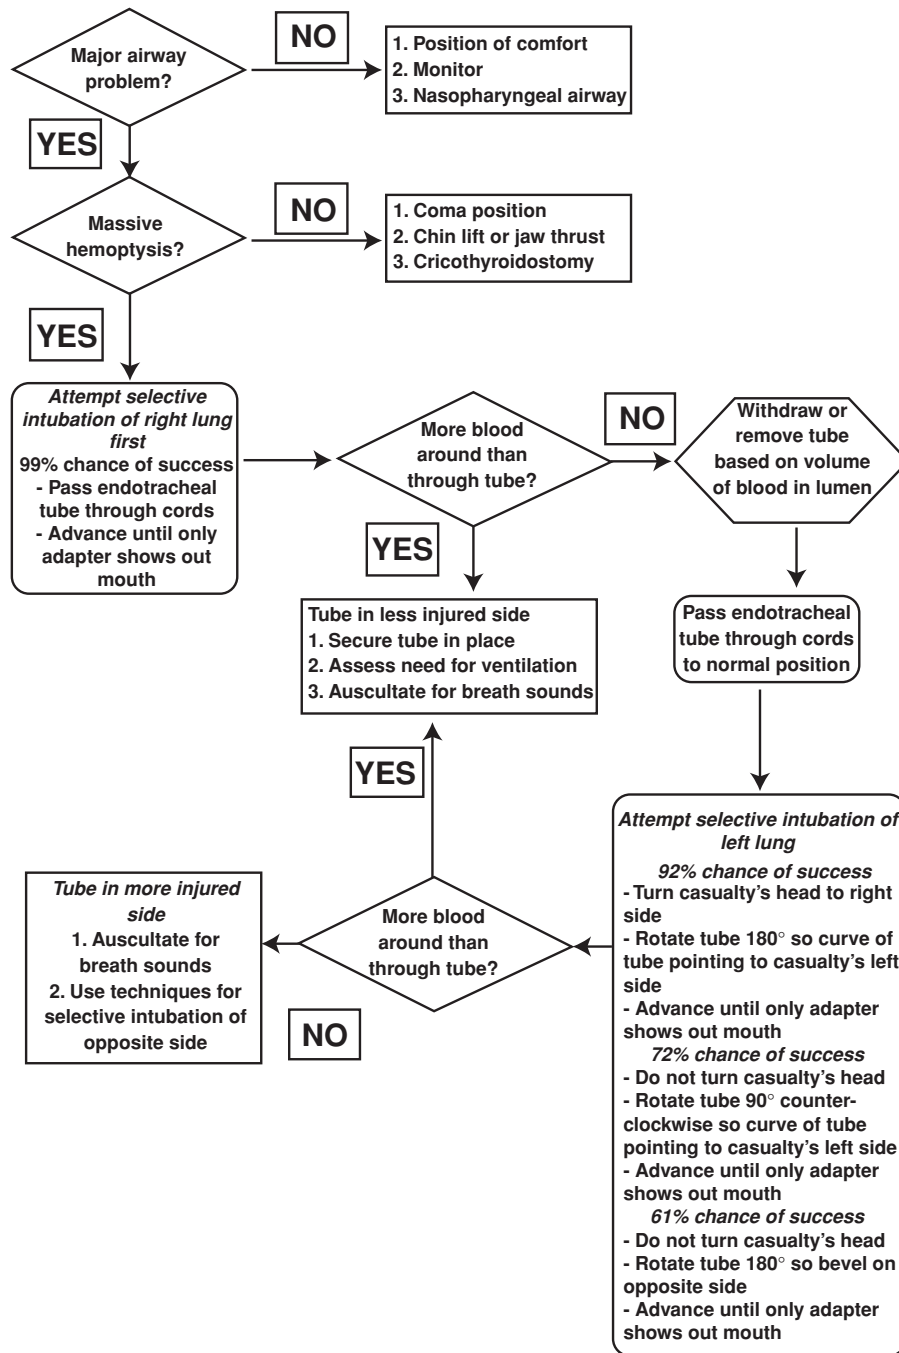 Major airway
problem?
NO
1. Position of comfort
2. Monitor
3. Nasopharyngeal airway
YES
Massive
hemoptysis?
NO
1. Coma position
2. Chin lift or jaw thrust
3. Cricothyroidostomy
YES
Attempt selective
intubation of right lung
first
99% chance of success
- Pass endotracheal
tube through cords
- Advance until only
adapter shows out
mouth
More blood
around than
through tube?
NO
Withdraw or
remove tube
based on volume
of blood in lumen
YES
Tube in less injured side
1. Secure tube in place
2. Assess need for ventilation
3. Auscultate for breath sounds
Pass endotracheal
tube through cords
to normal position
Attempt selective intubation of
left lung
92% chance of success
- Turn casualty's head to right
side
- Rotate tube 180° so curve of
tube pointing to casualty's left
side
- Advance until only adapter
shows out mouth
72% chance of success
- Do not turn casualty's head
- Rotate tube 90° counter-
clockwise so curve of tube
pointing to casualty's left side
- Advance until only adapter
shows out mouth
61% chance of success
- Do not turn casualty's head
- Rotate tube 180° so bevel on
opposite side
- Advance until only adapter
shows out mouth
More blood
around than
through tube?
YES
NO
Tube in more injured
side
1. Auscultate for
breath sounds
2. Use techniques for
selective intubation of
opposite side